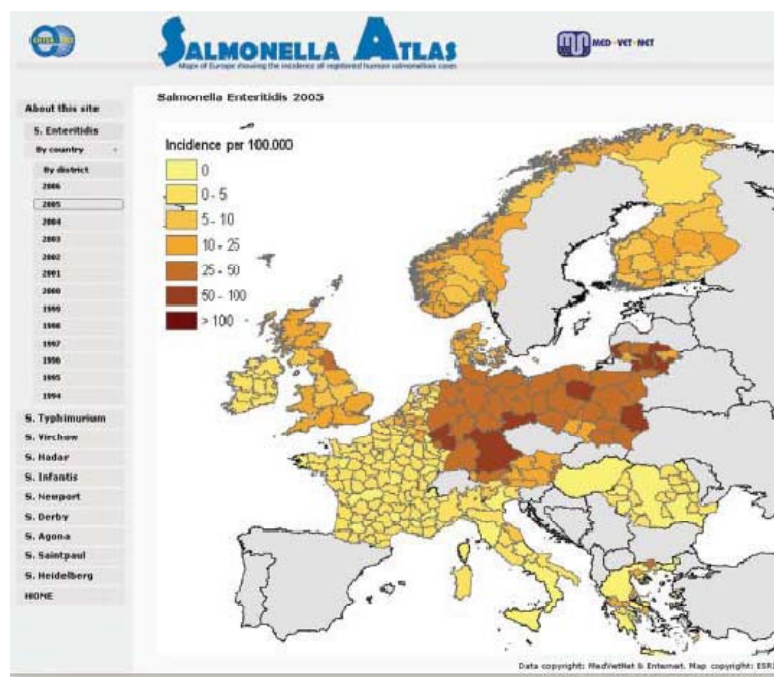 ENTER-NET
SALMONELLA ATLAS
Maps of Europe showing the incidence of registered human salmonellosis cases
MED-VET-NET
Salmonella Enteritidis 2005
About this site
S. Enteritidis
By country
By district
2006
2005
2004
2003
2002
2001
2000
1999
1998
1997
1996
1995
1994
S. Typhimurium
S. Virchow
S. Hadar
S. Infantis
S. Newport
S. Derby
S. Agona
S. Saintpaul
S. Heidelberg
HOME
Incidence per 100.000
0
0 - 5
5 - 10
10 - 25
25 - 50
50 - 100
> 100
Data copyright: MedVetNet & Enternet. Map copyright: ESRI